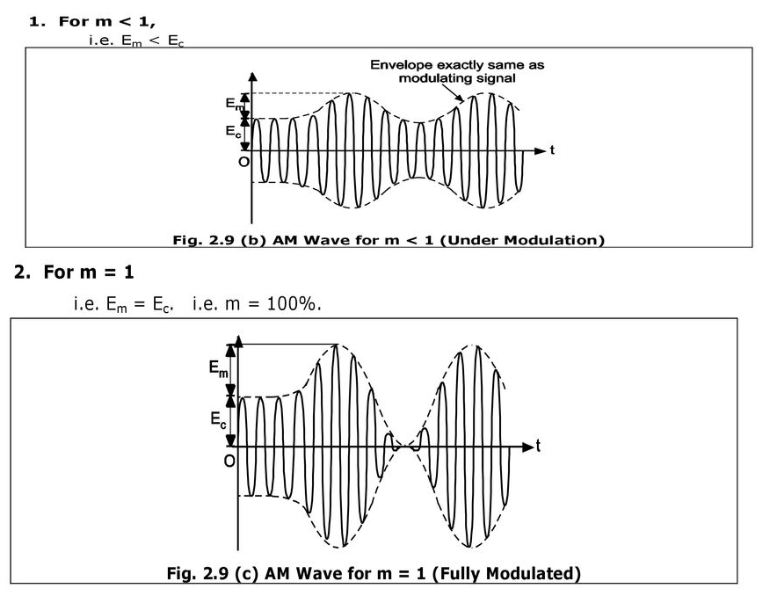 1. For m < 1,
i.e. Em < Ec
Envelope exactly same as
modulating signal
Em
Ec
O
t
Fig. 2.9 (b) AM Wave for m < 1 (Under Modulation)
2. For m = 1
i.e. Em = Ec. i.e. m = 100%.
Em
Ec
O
t
Fig. 2.9 (c) AM Wave for m = 1 (Fully Modulated)